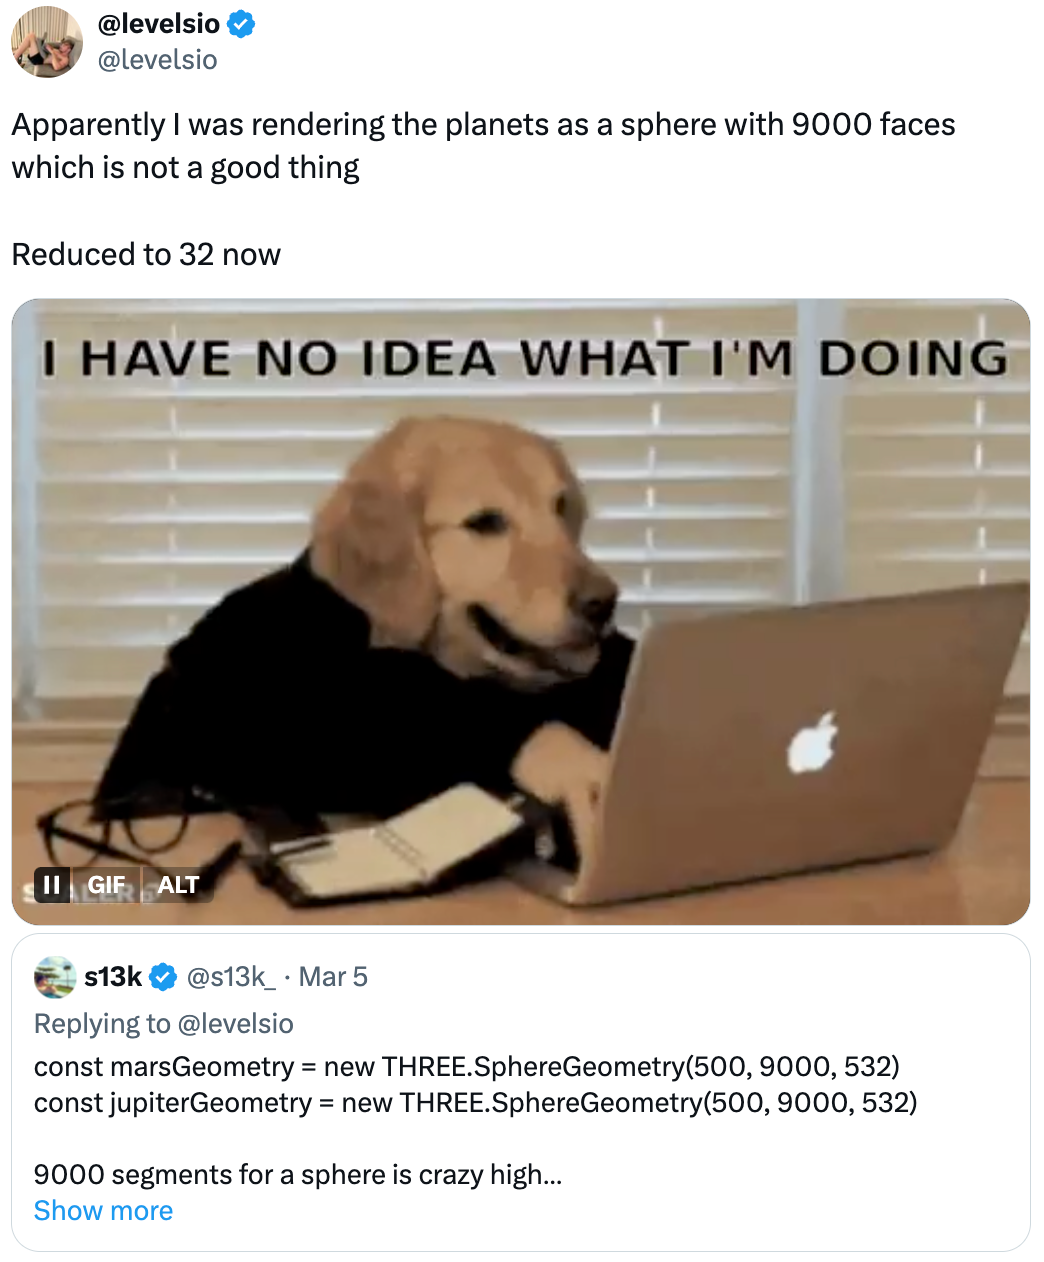 @levelsio
@levelsio
Apparently I was rendering the planets as a sphere with 9000 faces
which is not a good thing
Reduced to 32 now
I HAVE NO IDEA WHAT I'M DOING
GIF
ALT
s13k @s13k_ · Mar 5
Replying to @levelsio
const marsGeometry = new THREE.SphereGeometry(500, 9000, 532)
const jupiterGeometry = new THREE.SphereGeometry(500, 9000, 532)
9000 segments for a sphere is crazy high...
Show more